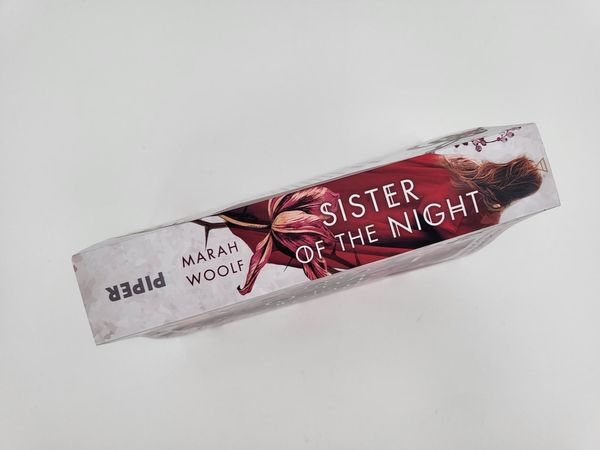 SISTER
OF THE NIGHT
MARAH
WOOLF
PIPER